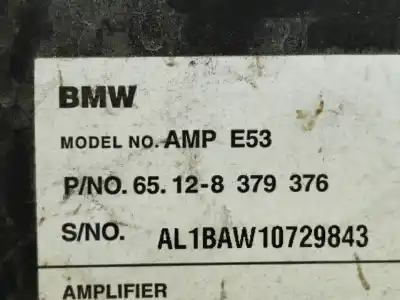 BMW
MODEL NO. AMP E53
P/NO. 65. 12-8 379 376
S/NO. AL1BAW10729843
AMPLIFIER